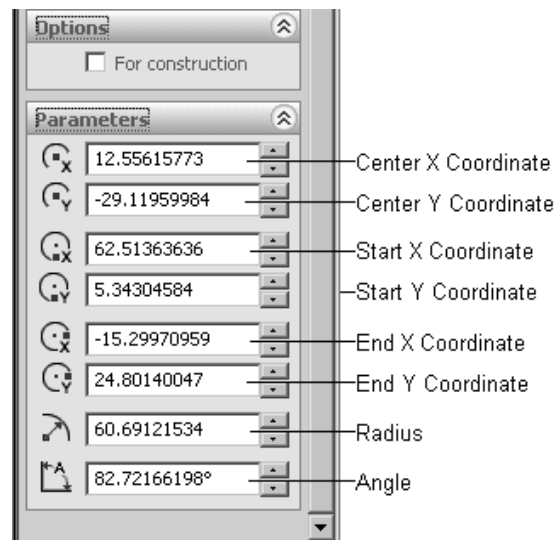 Options
For construction
Parameters
X 12.55615773 Center X Coordinate
Y -29.11959984 Center Y Coordinate
X 62.51363636 Start X Coordinate
Y 5.34304584 Start Y Coordinate
X -15.29970959 End X Coordinate
Y 24.80140047 End Y Coordinate
60.69121534 Radius
A 82.72166198° Angle